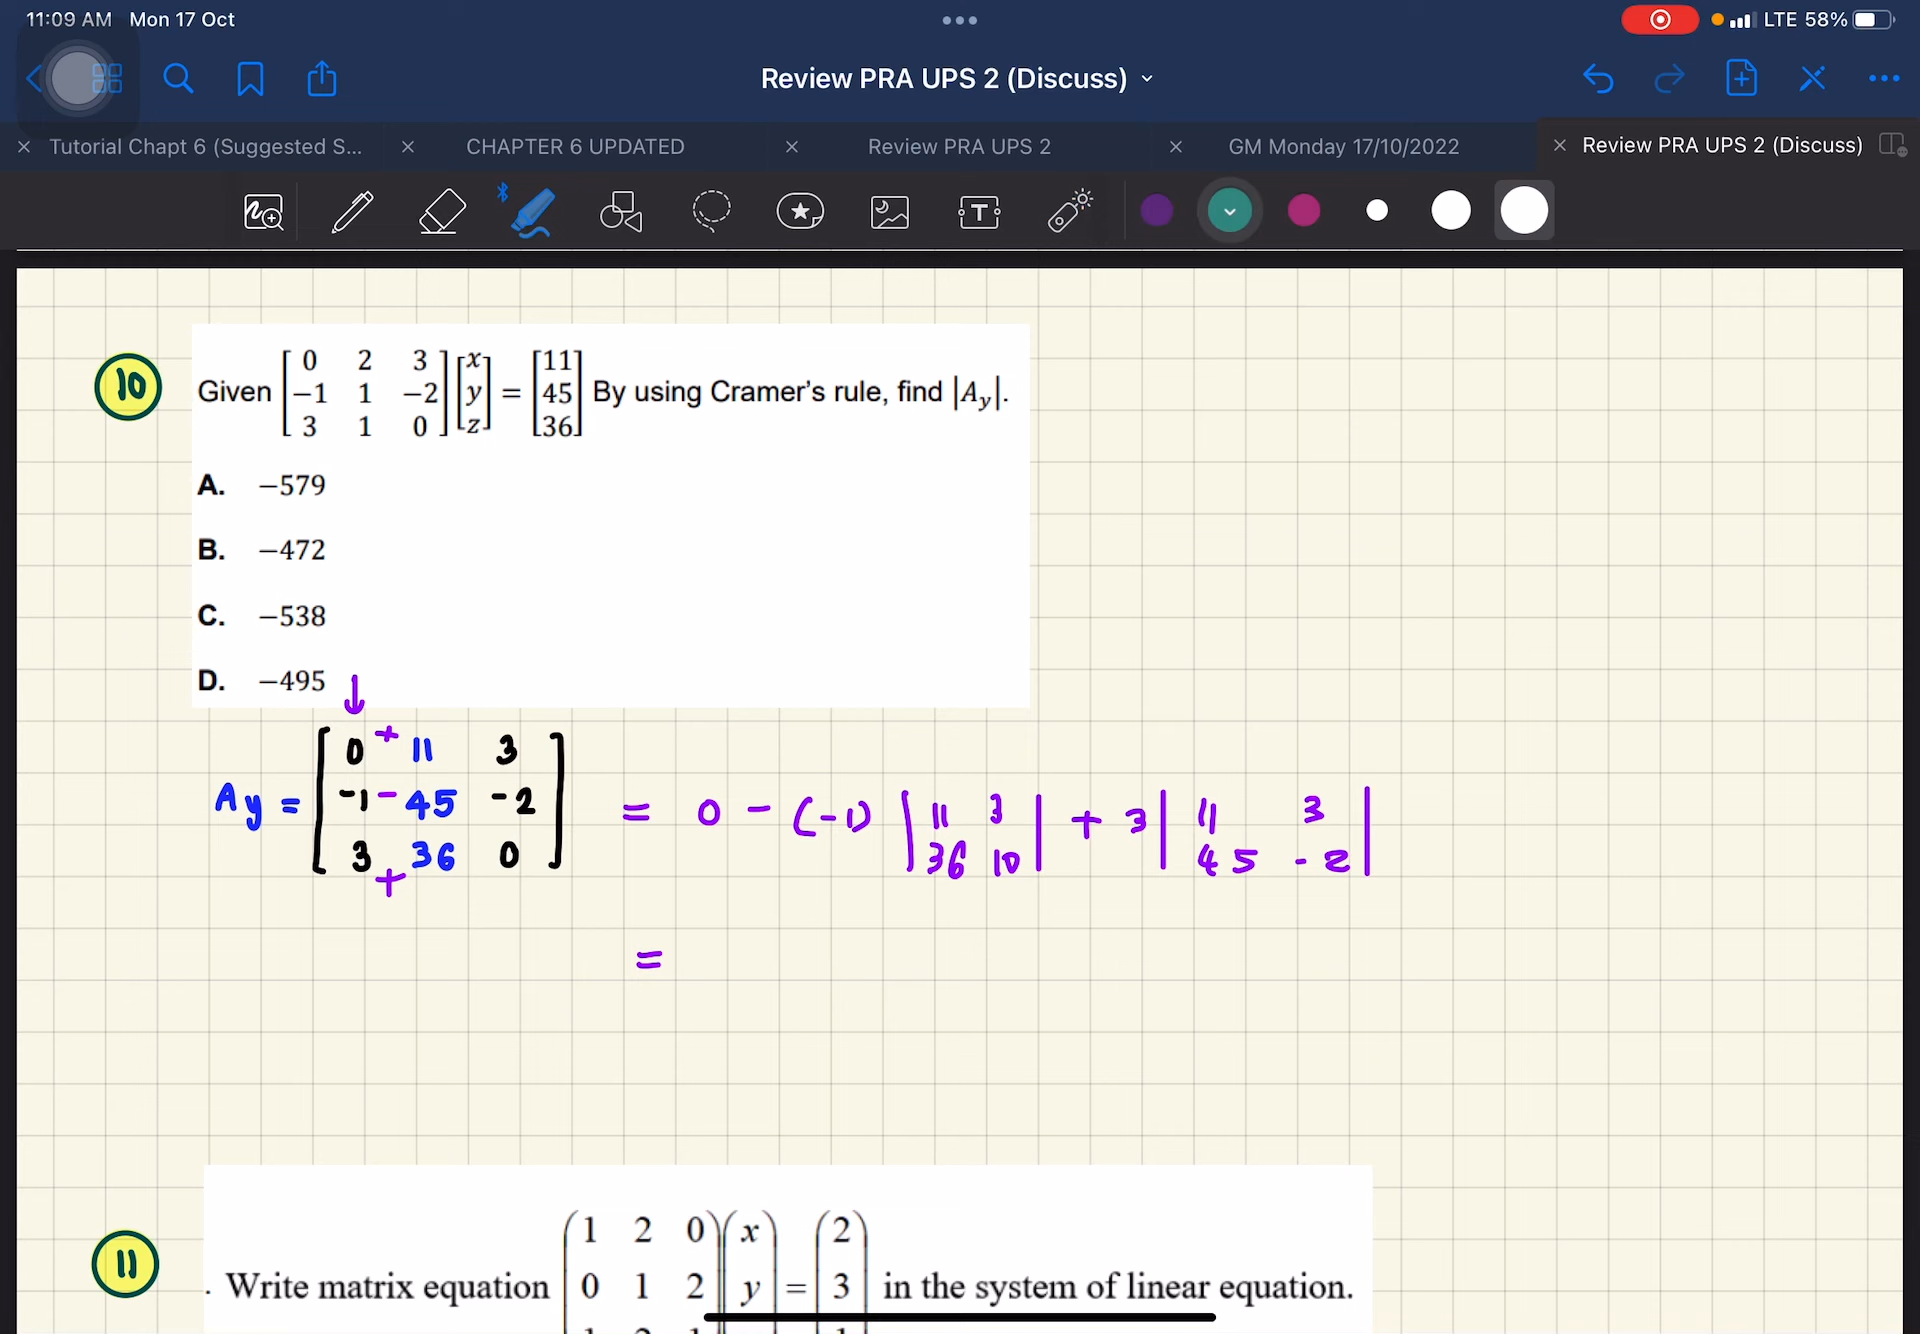 11:09 AM Mon 17 Oct
LTE 58%
Review PRA UPS 2 (Discuss)
Tutorial Chapt 6 (Suggested S...
CHAPTER 6 UPDATED
Review PRA UPS 2
GM Monday 17/10/2022
Review PRA UPS 2 (Discuss)
10
Given [0 2 3; −1 1 −2; 3 1 0] [x; y; z] = [11; 45; 36] By using Cramer's rule, find |A_y|.
A. −579
B. −472
C. −538
D. −495
Ay = [0 + 11 3; -1 - 45 -2; 3 + 36 0] = 0 - (-1) |11 3; 36 10| + 3 |11 3; 45 -2|
=
11
. Write matrix equation (1 2 0; 0 1 2 (x; y = (2; 3 in the system of linear equation.